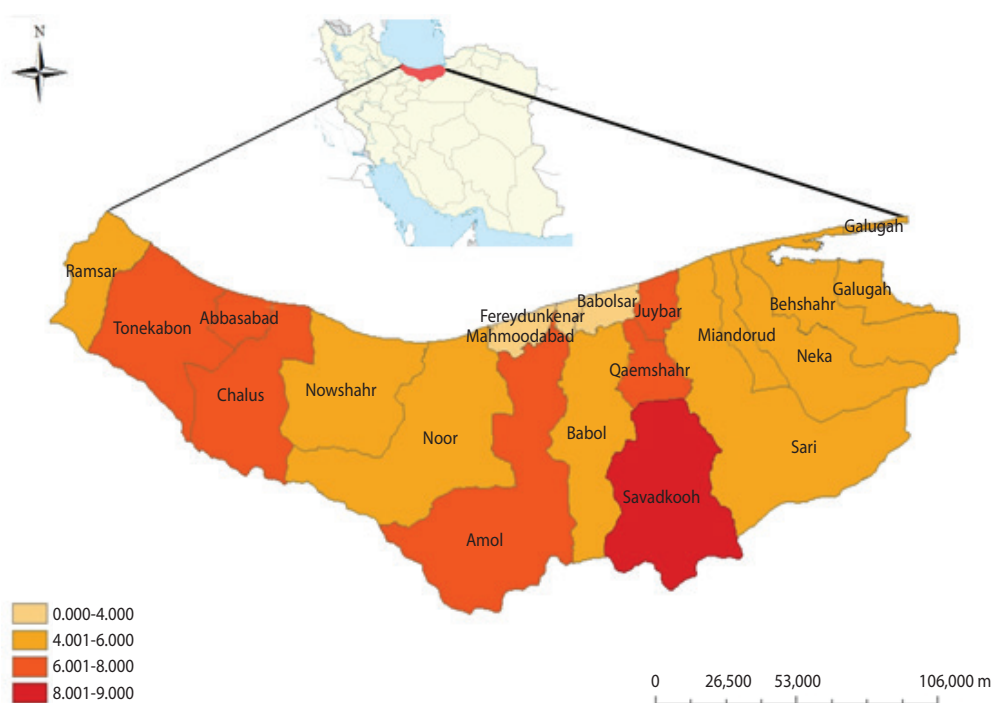 N
Galugah
Ramsar
Galugah
Babolsar
Behshahr
Fereydunkenar
Juybar
Abbasabad
Tonekabon
Mahmoodabad
Miandorud
Neka
Qaemshahr
Nowshahr
Chalus
Babol
Noor
Sari
Savadkooh
Amol
0.000-4.000
4.001-6.000
6.001-8.000
8.001-9.000
0 26,500 53,000 106,000 m